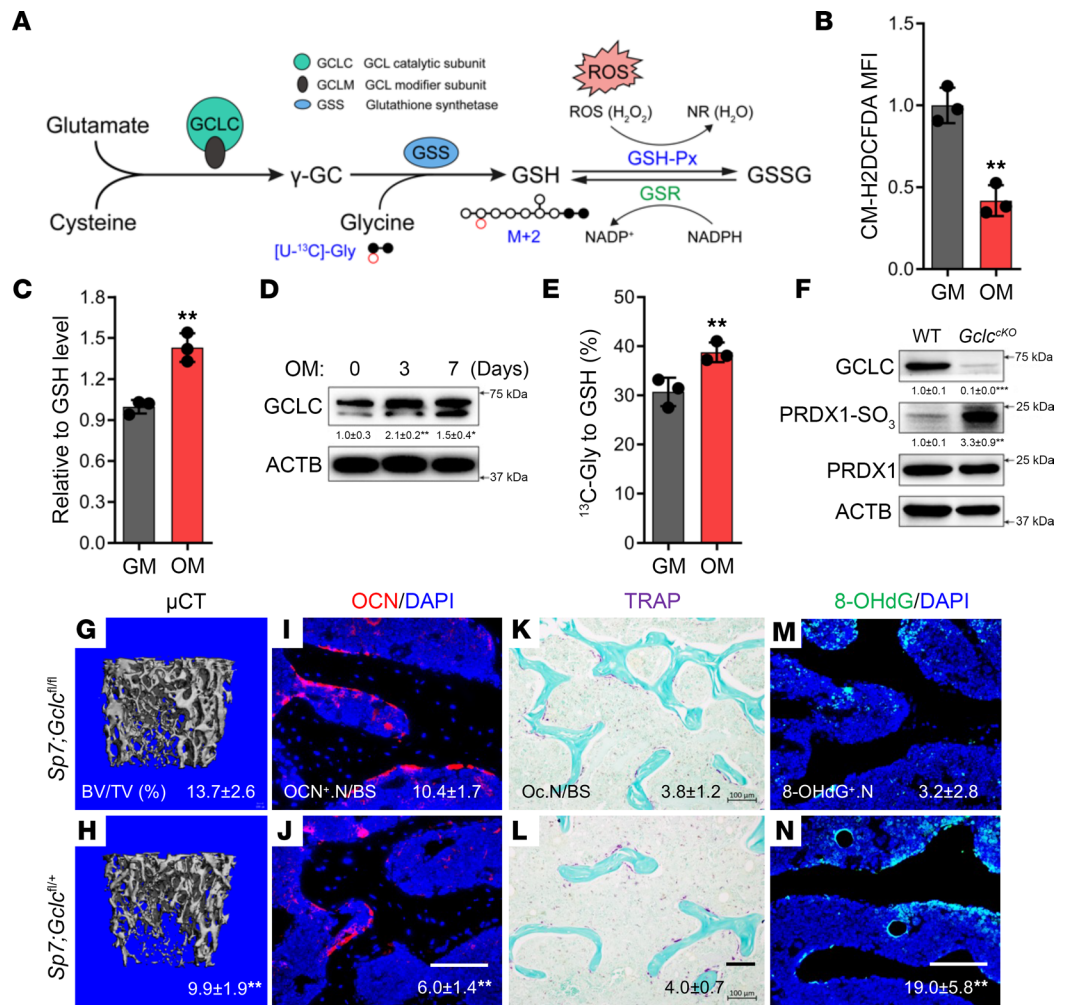 A
GCLC GCL catalytic subunit
GCLM GCL modifier subunit
GSS Glutathione synthetase
Glutamate
Cysteine
GCLC
γ-GC
GSS
Glycine
[U-¹³C]-Gly
GSH
M+2
ROS
ROS (H₂O₂)
NR (H₂O)
GSH-Px
GSR
NADP⁺
NADPH
GSSG
B
CM-H2DCFDA MFI
1.5
1.0
0.5
0.0
**
GM OM
C
Relative to GSH level
1.8
1.5
1.2
0.9
0.6
0.3
0.0
**
GM OM
D
OM: 0 3 7 (Days)
GCLC
75 kDa
1.0±0.3 2.1±0.2** 1.5±0.4*
ACTB
37 kDa
E
¹³C-Gly to GSH (%)
50
40
30
20
10
0
**
GM OM
F
WT Gclc^cKO
GCLC
75 kDa
1.0±0.1 0.1±0.0***
PRDX1-SO₃
25 kDa
1.0±0.1 3.3±0.9**
PRDX1
25 kDa
ACTB
37 kDa
µCT
OCN/DAPI
TRAP
8-OHdG/DAPI
Sp7;Gclc^fl/fl
G
BV/TV (%) 13.7±2.6
I
OCN⁺.N/BS 10.4±1.7
K
Oc.N/BS 3.8±1.2
100 µm
M
8-OHdG⁺.N 3.2±2.8
Sp7;Gclc^fl/+
H
9.9±1.9**
J
6.0±1.4**
L
4.0±0.7
100 µm
N
19.0±5.8**